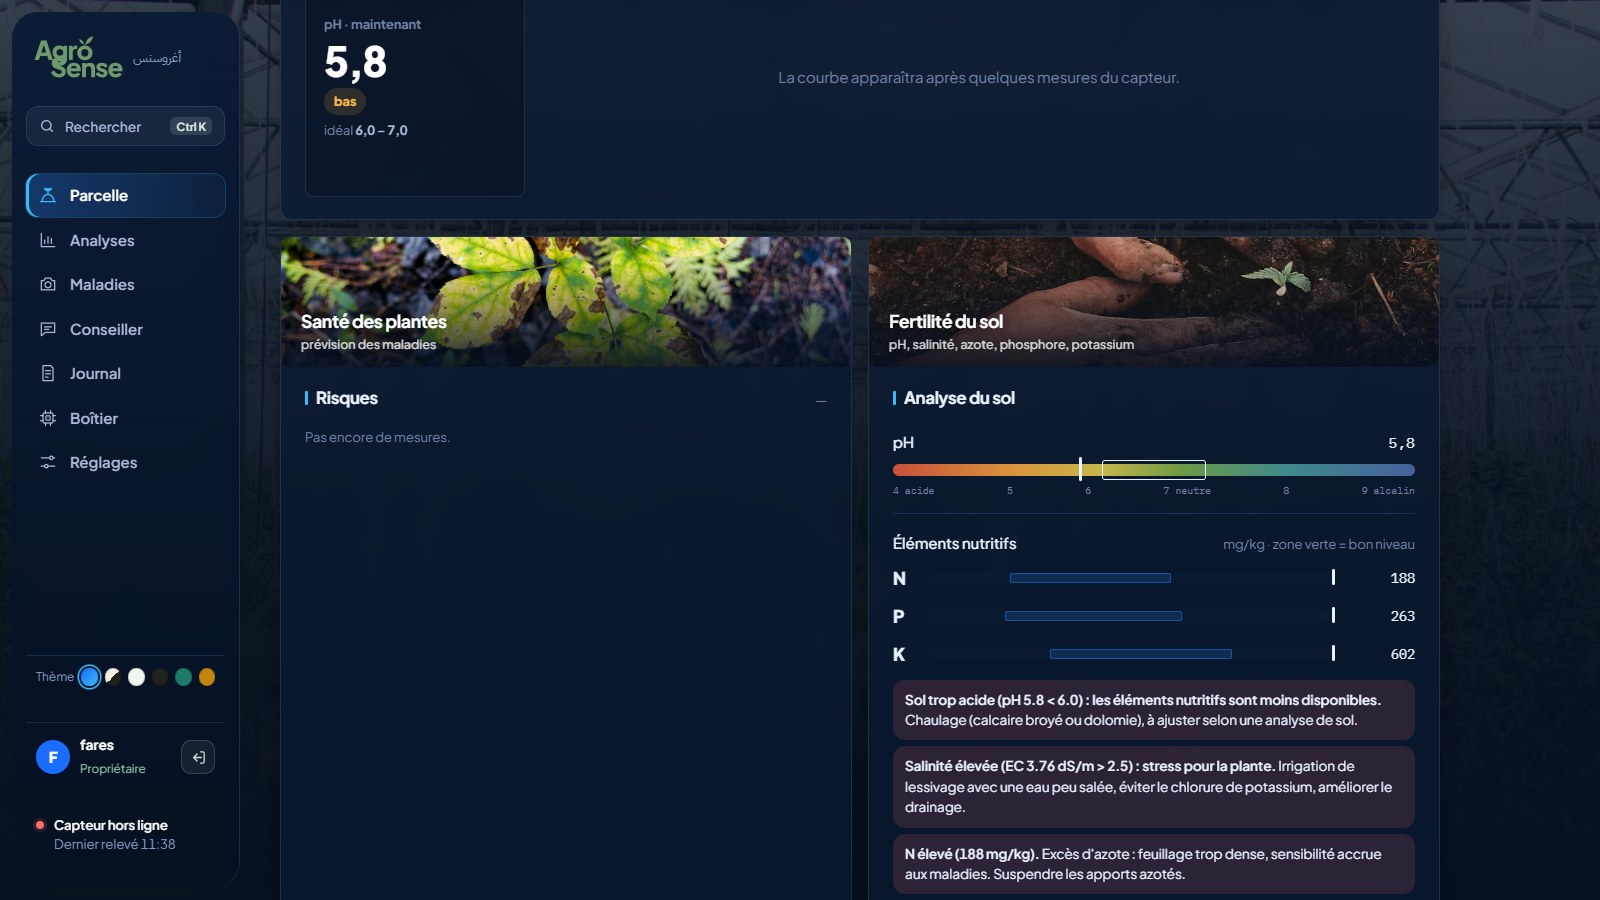 Agro
Sense
أغروسنس
Rechercher
Ctrl K
Parcelle
Analyses
Maladies
Conseiller
Journal
Boîtier
Réglages
Thème
F
fares
Propriétaire
Capteur hors ligne
Dernier relevé 11:38
pH · maintenant
5,8
bas
idéal 6,0 – 7,0
La courbe apparaîtra après quelques mesures du capteur.
Santé des plantes
prévision des maladies
Risques
—
Pas encore de mesures.
Fertilité du sol
pH, salinité, azote, phosphore, potassium
Analyse du sol
pH 5,8
4 acide 5 6 7 neutre 8 9 alcalin
Éléments nutritifs mg/kg · zone verte = bon niveau
N 188
P 263
K 602
Sol trop acide (pH 5.8 < 6.0) : les éléments nutritifs sont moins disponibles.
Chaulage (calcaire broyé ou dolomie), à ajuster selon une analyse de sol.
Salinité élevée (EC 3.76 dS/m > 2.5) : stress pour la plante. Irrigation de
lessivage avec une eau peu salée, éviter le chlorure de potassium, améliorer le
drainage.
N élevé (188 mg/kg). Excès d'azote : feuillage trop dense, sensibilité accrue
aux maladies. Suspendre les apports azotés.